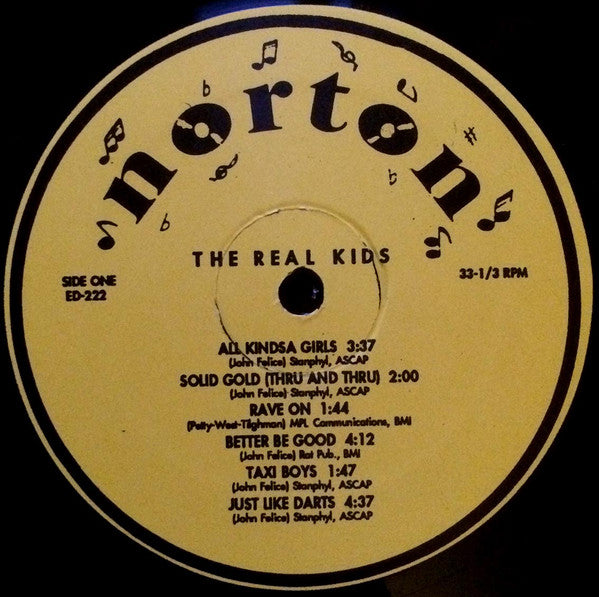 norton
THE REAL KIDS
SIDE ONE
ED-222
33-1/3 RPM
ALL KINDSA GIRLS 3:37
(John Felice) Stanphyl, ASCAP
SOLID GOLD (THRU AND THRU) 2:00
(John Felice) Stanphyl, ASCAP
RAVE ON 1:44
(Petty-West-Tilghman) MPL Communications, BMI
BETTER BE GOOD 4:12
(John Felice) Rat Pub., BMI
TAXI BOYS 1:47
(John Felice) Stanphyl, ASCAP
JUST LIKE DARTS 4:37
(John Felice) Stanphyl, ASCAP